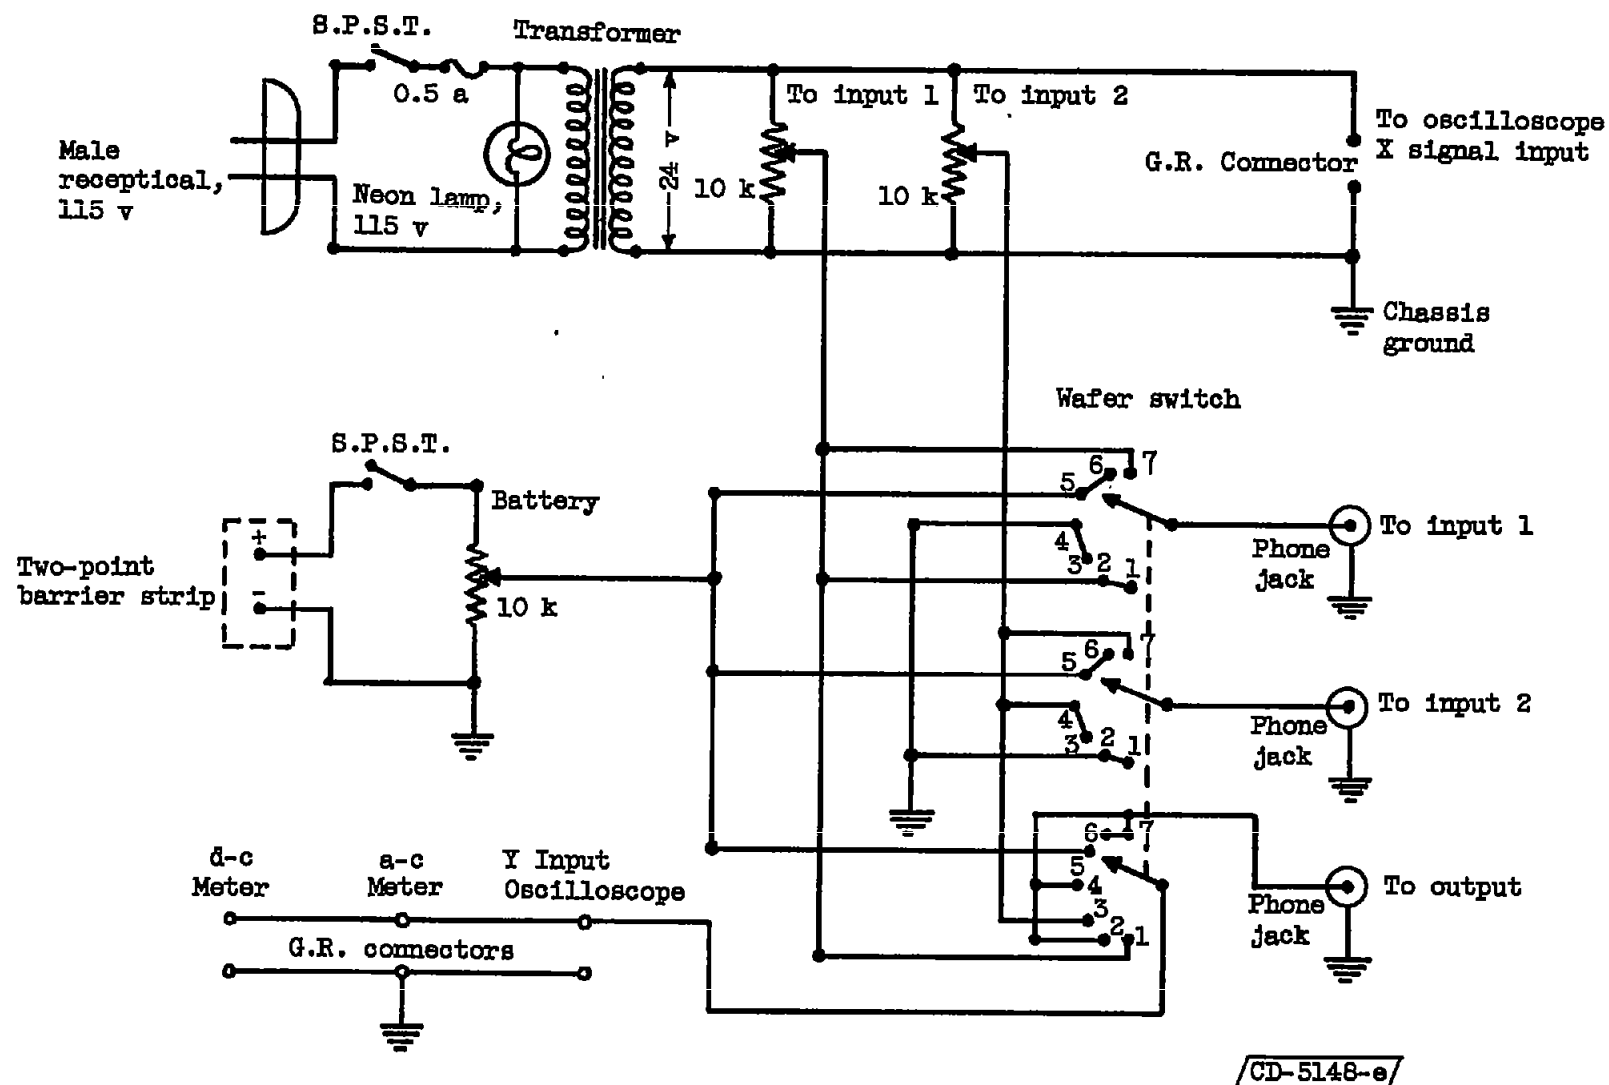 S.P.S.T.
Transformer
0.5 a
To input 1
To input 2
24 v
10 k
10 k
Male
receptical,
115 v
Neon lamp,
115 v
G.R. Connector
To oscilloscope
X signal input
Chassis
ground
Wafer switch
S.P.S.T.
Battery
+
-
Two-point
barrier strip
10 k
7
6
5
4
3
2
1
To input 1
Phone
jack
7
6
5
4
3
2
1
To input 2
Phone
jack
7
6
5
4
3
2
1
To output
Phone
jack
d-c
Meter
a-c
Meter
Y Input
Oscilloscope
G.R. connectors
CD-5148-e